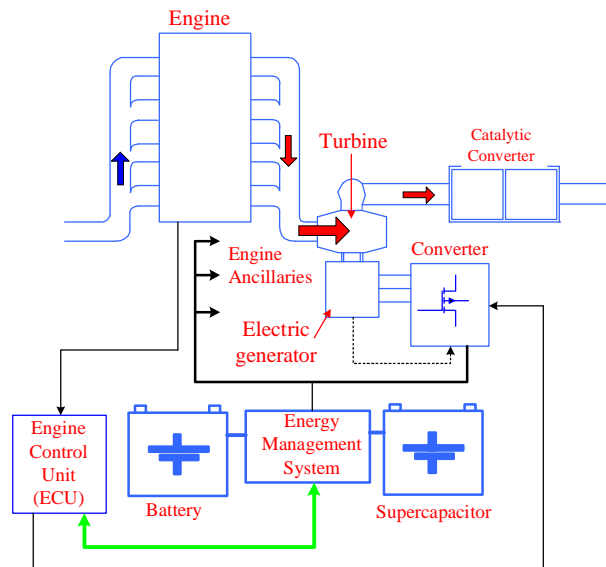 Engine
Turbine
Catalytic
Converter
Engine
Ancillaries
Converter
Electric
generator
Engine
Control
Unit
(ECU)
Energy
Management
System
Battery
Supercapacitor